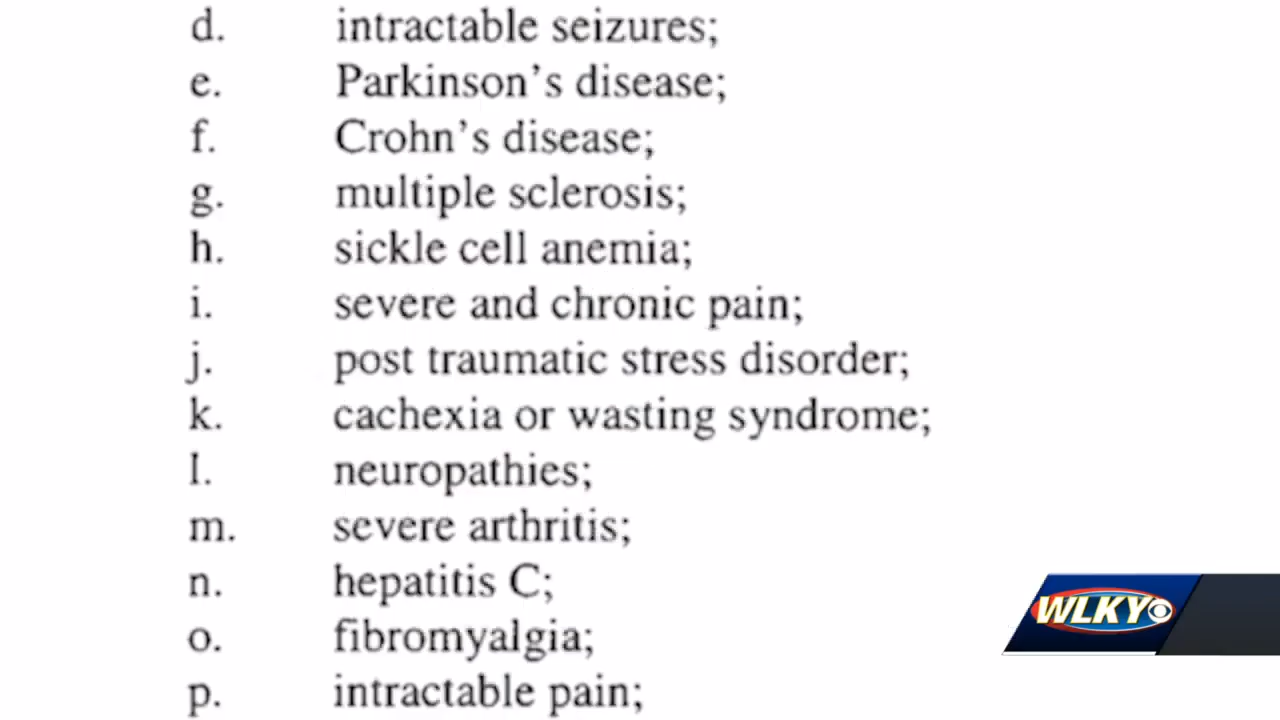 d. intractable seizures;
e. Parkinson's disease;
f. Crohn's disease;
g. multiple sclerosis;
h. sickle cell anemia;
i. severe and chronic pain;
j. post traumatic stress disorder;
k. cachexia or wasting syndrome;
l. neuropathies;
m. severe arthritis;
n. hepatitis C;
o. fibromyalgia;
p. intractable pain;
WLKY